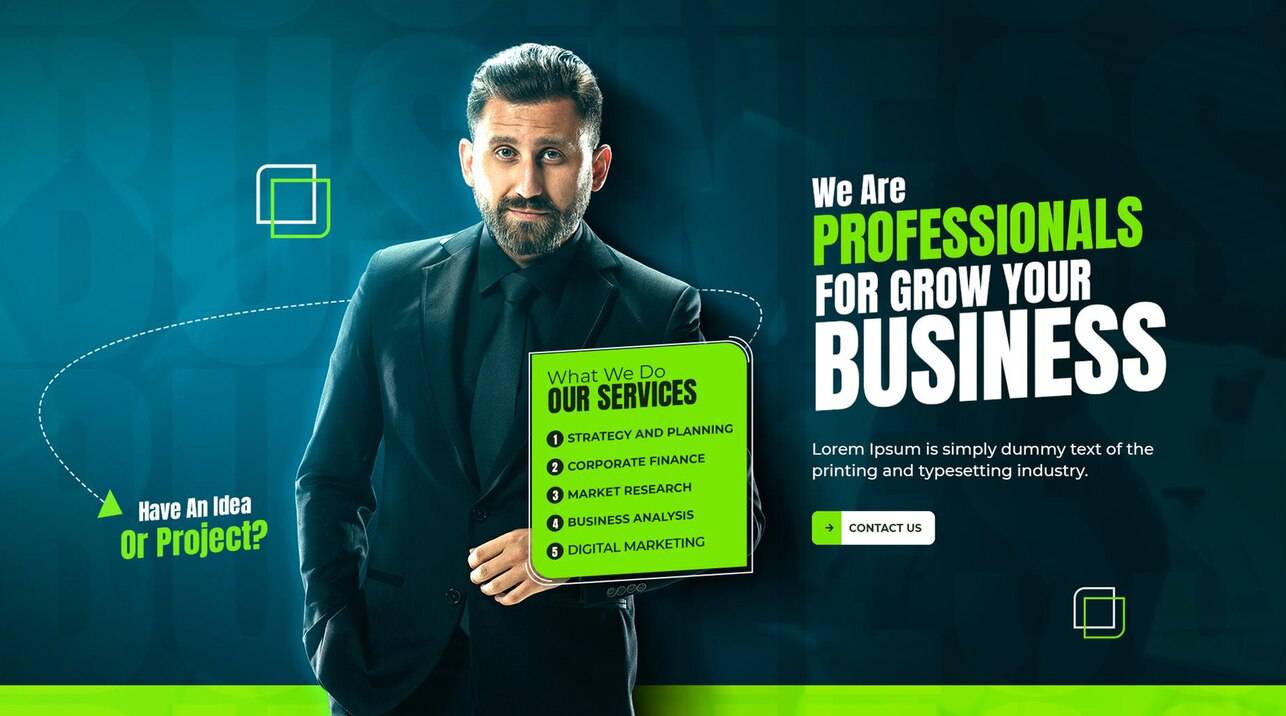 BUSINESS
We Are
PROFESSIONALS
FOR GROW YOUR
BUSINESS
What We Do
OUR SERVICES
1 STRATEGY AND PLANNING
2 CORPORATE FINANCE
3 MARKET RESEARCH
4 BUSINESS ANALYSIS
5 DIGITAL MARKETING
Lorem Ipsum is simply dummy text of the
printing and typesetting industry.
→ CONTACT US
Have An Idea
Or Project?